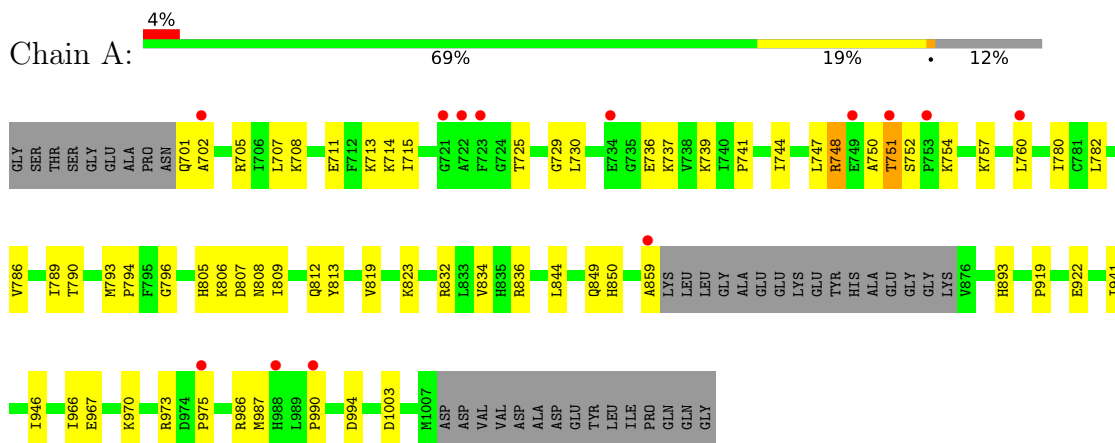 4%
Chain A:
69% 19% • 12%
GLY SER THR SER GLY GLU ALA PRO ASN Q701 A702 R705 I706 L707 K708 E711 F712 K713 K714 I715 G721 A722 F723 G724 T725 G729 L730 E734 G735 E736 K737 V738 K739 I740 P741 I744 L747 R748 E749 A750 T751 S752 P753 K754 K757 L760 I780 C781 L782
V786 I789 T790 M793 P794 F795 G796 H805 K806 D807 N808 I809 Q812 Y813 V819 K823 R832 L833 V834 H835 R836 L844 Q849 H850 A859 LYS LEU LEU GLY ALA GLU GLU LYS GLU TYR HIS ALA GLU GLY GLY LYS V876 H893 P919 E922 I941
I946 I966 E967 K970 R973 D974 P975 R986 M987 H988 L989 P990 D994 D1003 M1007 ASP ASP VAL VAL ASP ALA ASP GLU TYR LEU ILE PRO GLN GLN GLY